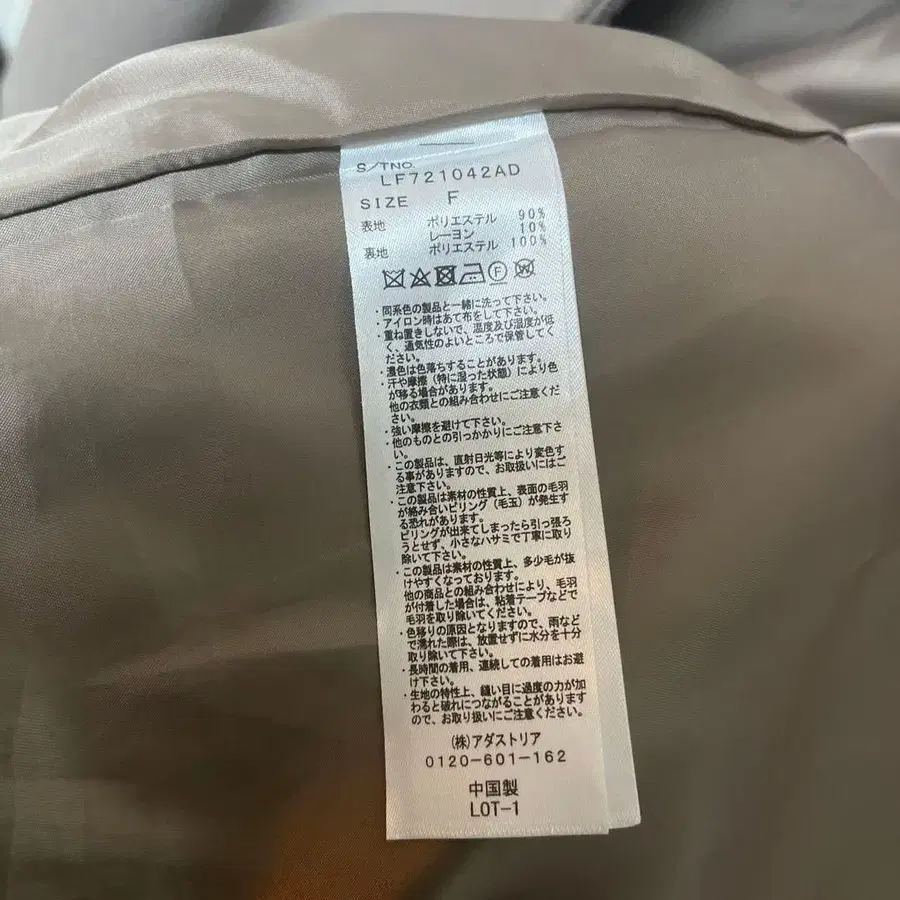 S/TNO.
LF721042AD
SIZE F
表地 ポリエステル 90%
レーヨン 10%
裏地 ポリエステル 100%
・同系色の製品と一緒に洗って下さい。
・アイロン時はあて布をして下さい。
・重ね置きしないで、温度及び湿度が低
く、通気性のよいところで保管してく
ださい。
・濃色は色落ちすることがあります。
・汗や摩擦（特に湿った状態）により色
が移る場合があります。
他の衣類との組み合わせにご注意くだ
さい。
・強い摩擦を避けて下さい。
・他のものとの引っかかりにご注意下さ
い。
・この製品は、直射日光等により変色す
る事がありますので、お取扱いにはご
注意下さい。
・この製品は素材の性質上、表面の毛羽
が絡み合いピリング（毛玉）が発生す
る恐れがあります。
ピリングが出来てしまったら引っ張ろ
うとせず、小さなハサミで丁寧に取り
除いて下さい。
・この製品は素材の性質上、多少毛が抜
けやすくなっております。
他の商品との組み合わせにより、毛羽
が付着した場合は、粘着テープなどで
毛羽を取り除いてください。
・色移りの原因となりますので、雨など
で濡れた際は、放置せずに水分を十分
取り除いて下さい。
・長時間の着用、連続しての着用はお避
け下さい。
・生地の特性上、縫い目に過度の力が加
わると破れにつながることがあります
ので、お取り扱いにご注意ください。
(株)アダストリア
0120-601-162
中国製
LOT-1